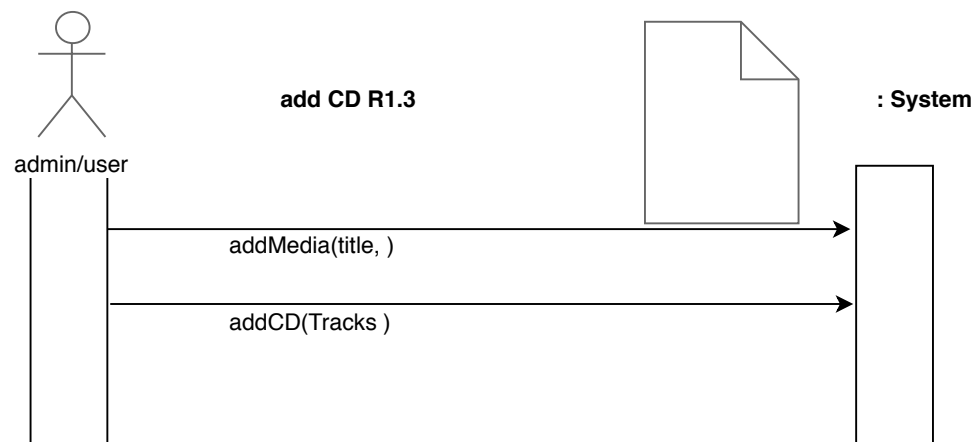 add CD R1.3
: System
admin/user
addMedia(title, )
addCD(Tracks )